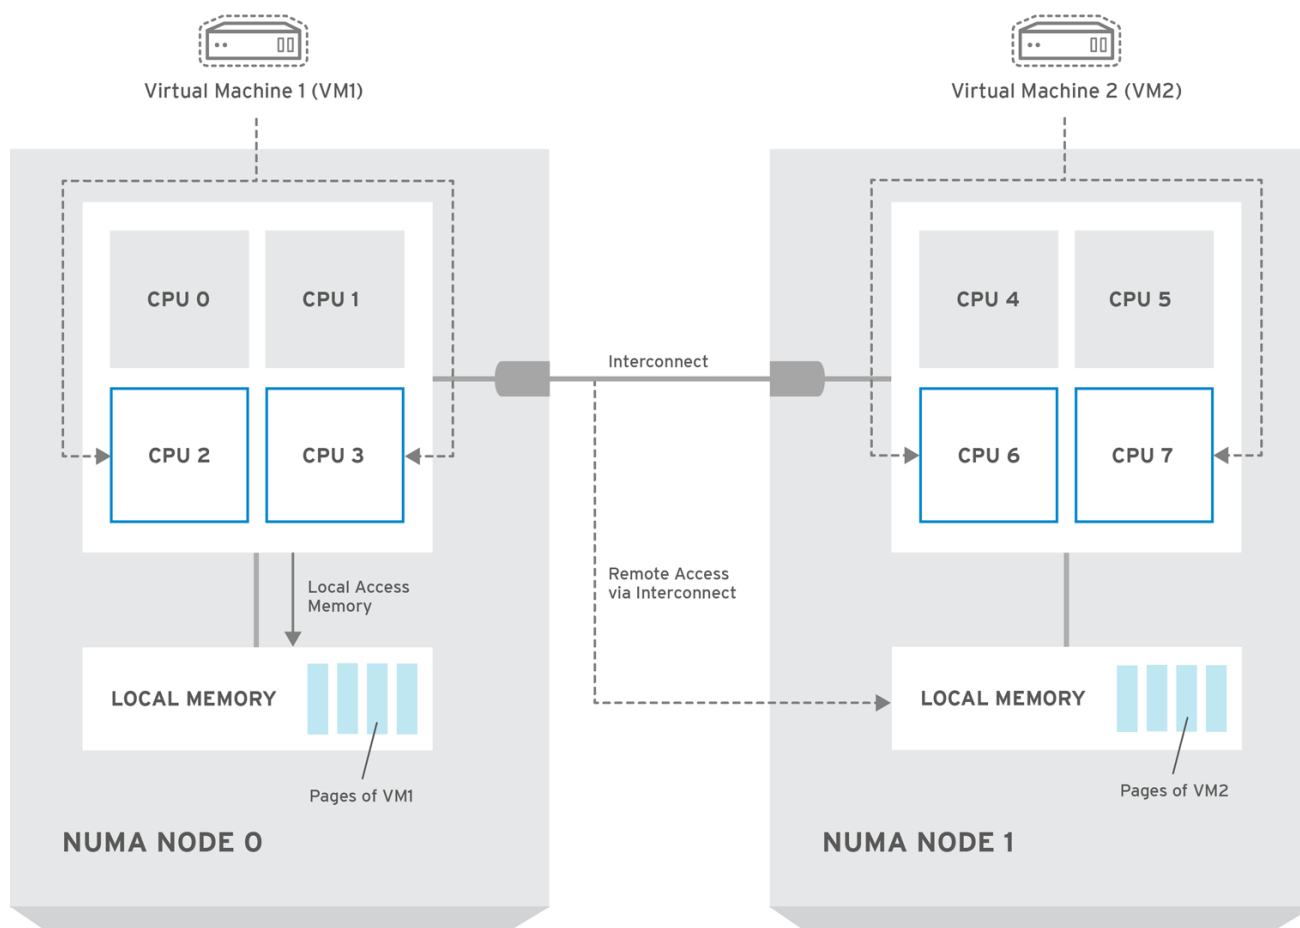 Virtual Machine 1 (VM1)
Virtual Machine 2 (VM2)
CPU 0
CPU 1
CPU 4
CPU 5
Interconnect
CPU 2
CPU 3
CPU 6
CPU 7
Local Access
Memory
Remote Access
via Interconnect
LOCAL MEMORY
LOCAL MEMORY
Pages of VM1
Pages of VM2
NUMA NODE 0
NUMA NODE 1